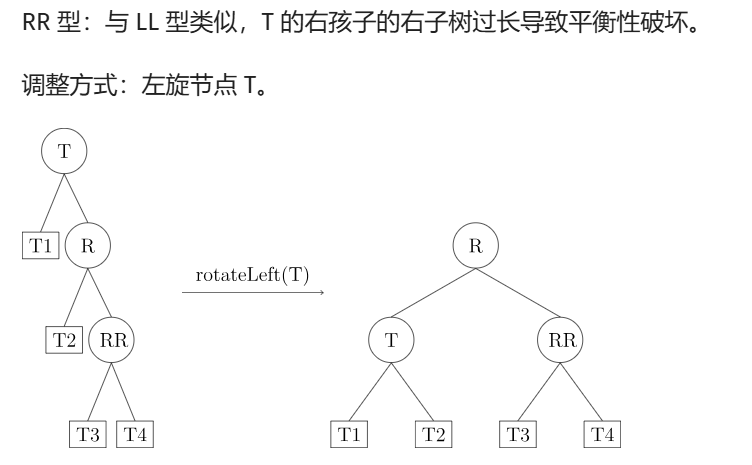 RR 型：与 LL 型类似，T 的右孩子的右子树过长导致平衡性破坏。
调整方式：左旋节点 T。
T
T1 R
rotateLeft(T)
R
T2 RR
T RR
T3 T4
T1 T2 T3 T4